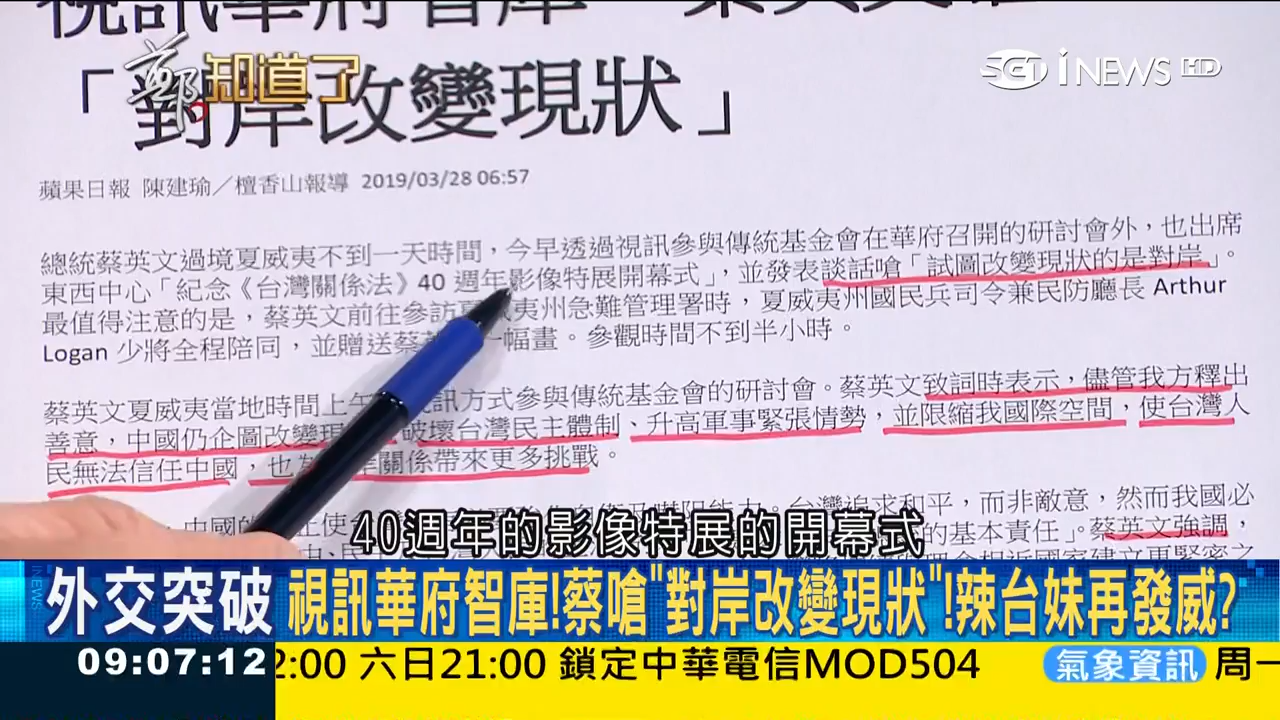 視訊華府智庫
「對岸改變現狀」
鄭知道了
SET iNEWS HD
蘋果日報 陳建瑜／檀香山報導 2019/03/28 06:57
總統蔡英文過境夏威夷不到一天時間，今早透過視訊參與傳統基金會在華府召開的研討會外，也出席
東西中心「紀念《台灣關係法》40 週年影像特展開幕式」，並發表談話嗆「試圖改變現狀的是對岸」。
最值得注意的是，蔡英文前往參訪夷州急難管理署時，夏威夷州國民兵司令兼民防廳長 Arthur
Logan 少將全程陪同，並贈送蔡一幅畫。參觀時間不到半小時。
蔡英文夏威夷當地時間上午訊方式參與傳統基金會的研討會。蔡英文致詞時表示，儘管我方釋出
善意，中國仍企圖改變現破壞台灣民主體制、升高軍事緊張情勢，並限縮我國際空間，使台灣人
民無法信任中國，也關係帶來更多挑戰。
台灣追求和平，而非敵意，然而我國必
的基本責任」。蔡英文強調，
40週年的影像特展的開幕式
iNEWS
外交突破 視訊華府智庫!蔡嗆"對岸改變現狀"!辣台妹再發威?
09:07:12 2:00 六日21:00 鎖定中華電信MOD504 氣象資訊 周一